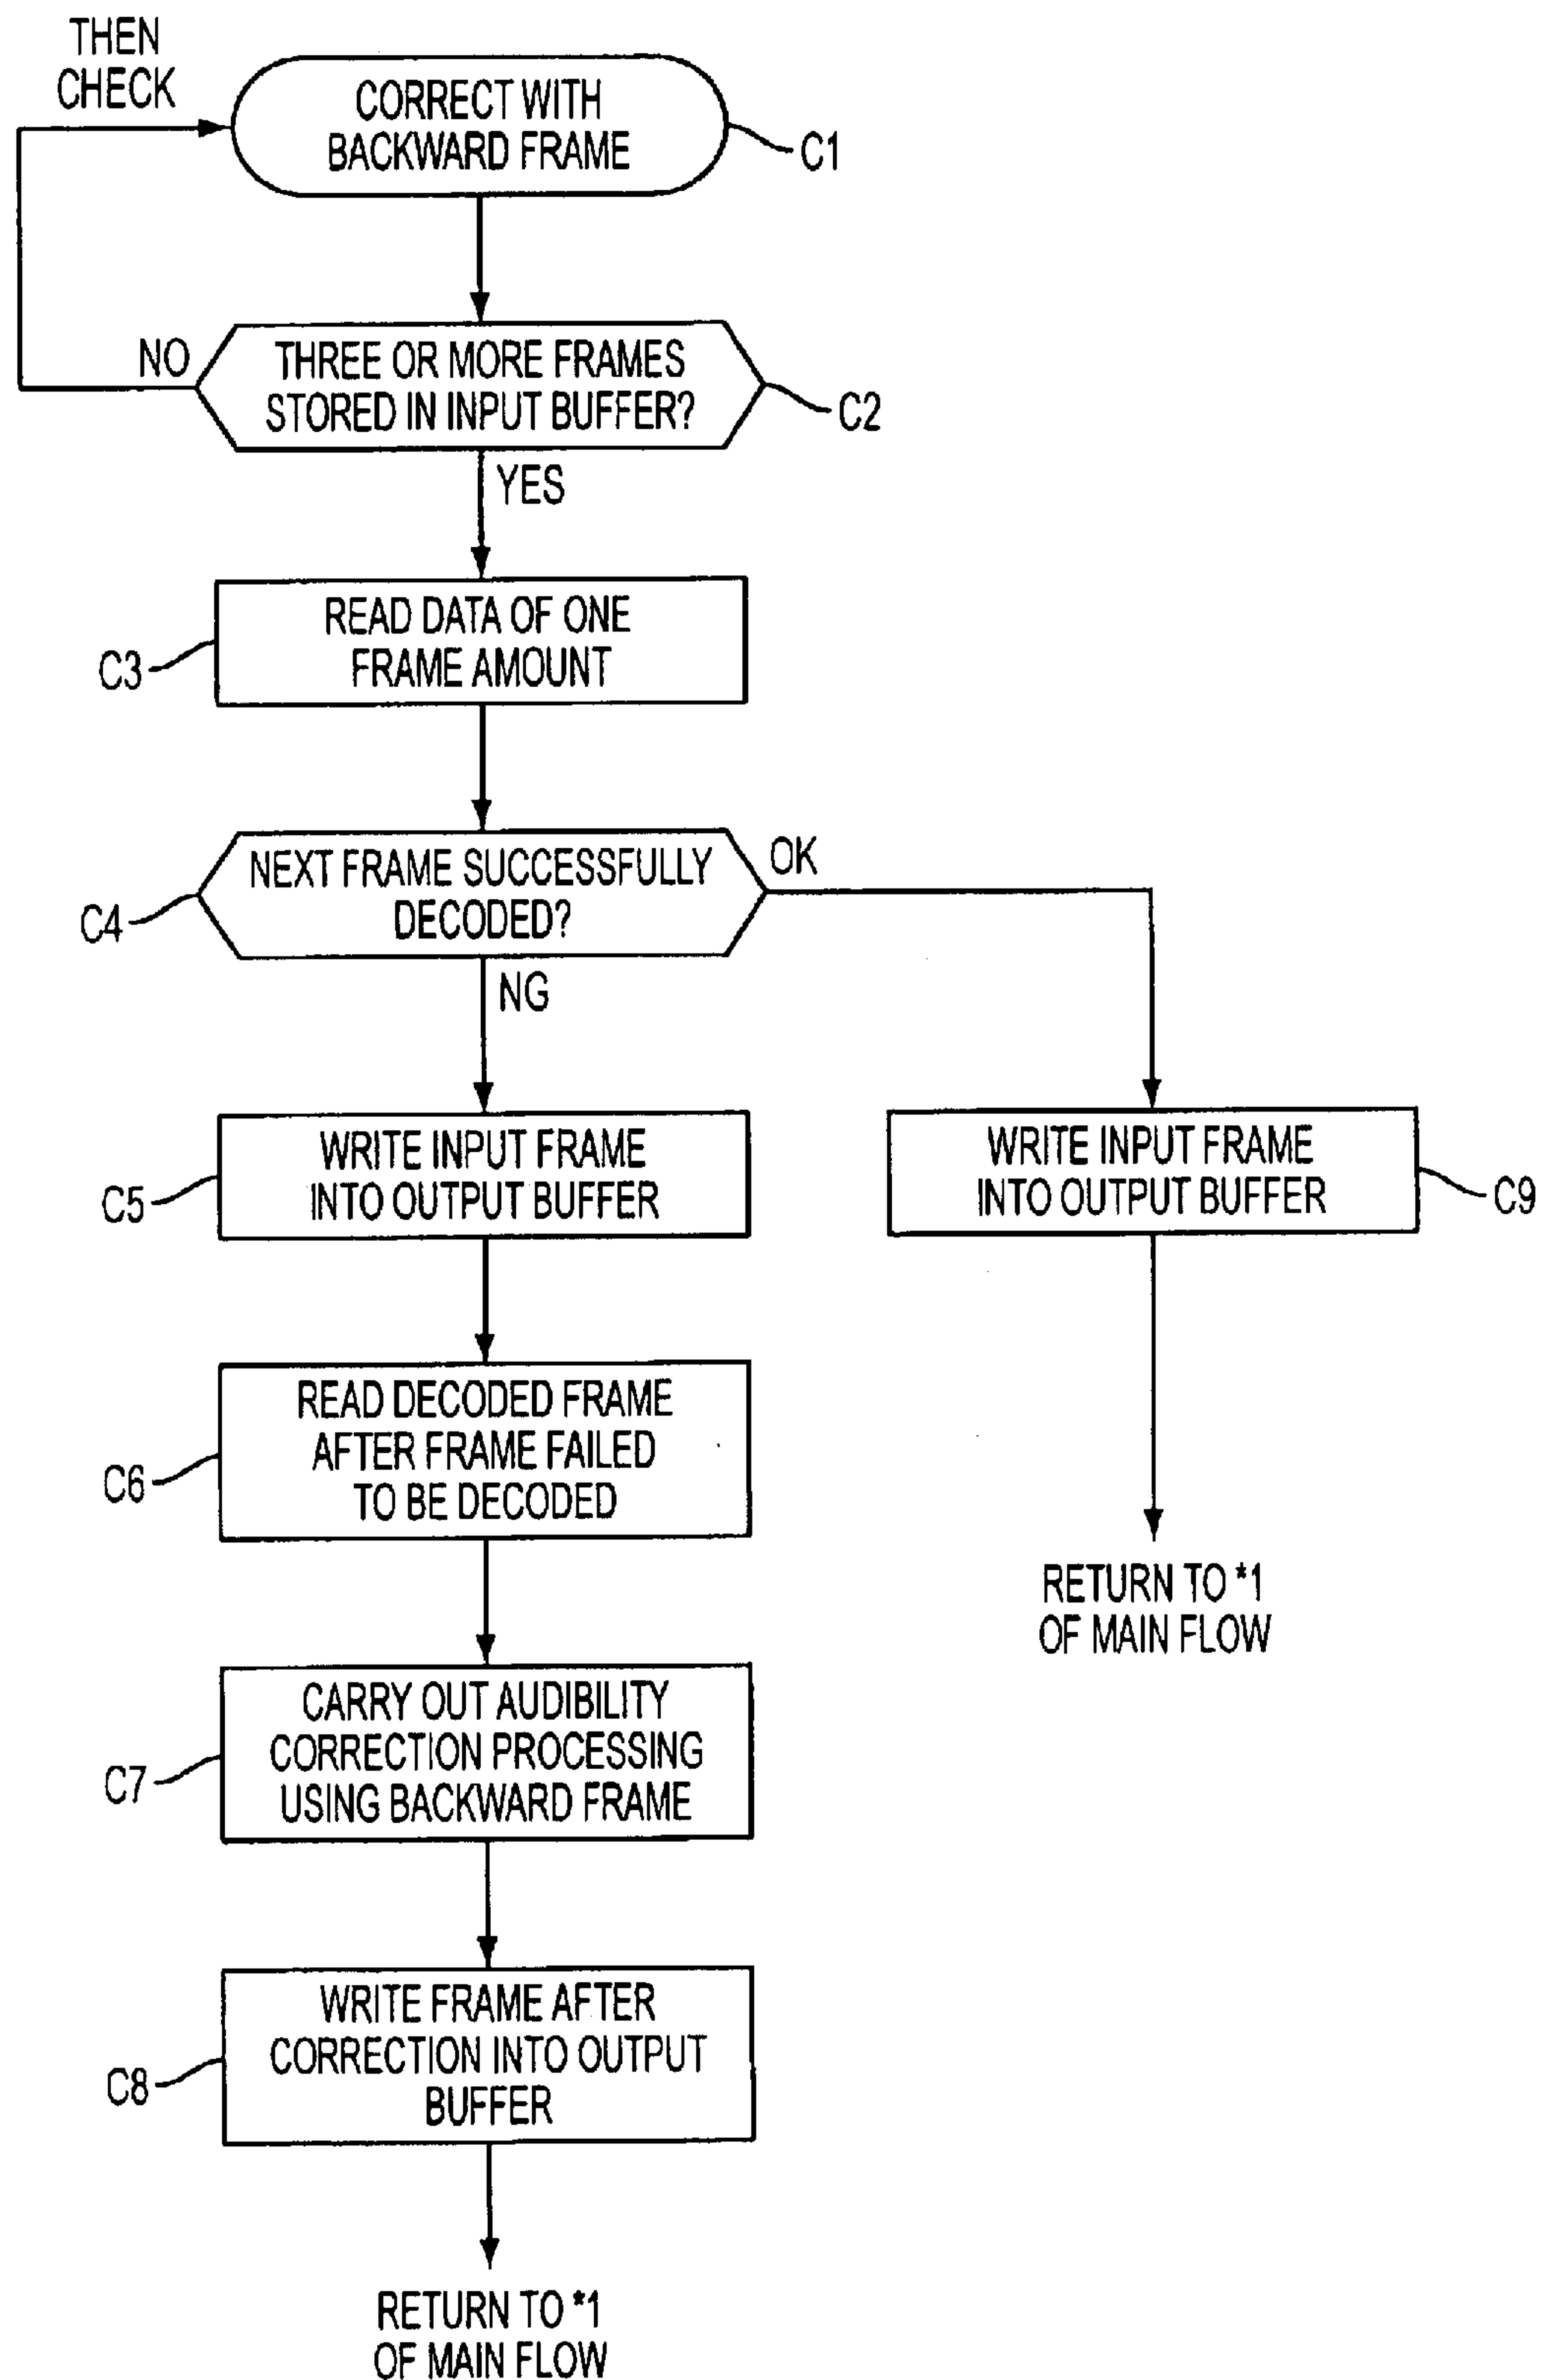 THEN
CHECK
CORRECT WITH
BACKWARD FRAME
C1
NO
THREE OR MORE FRAMES
STORED IN INPUT BUFFER?
C2
YES
READ DATA OF ONE
FRAME AMOUNT
C3
NEXT FRAME SUCCESSFULLY
DECODED?
OK
C4
NG
WRITE INPUT FRAME
INTO OUTPUT BUFFER
C5
WRITE INPUT FRAME
INTO OUTPUT BUFFER
C9
READ DECODED FRAME
AFTER FRAME FAILED
TO BE DECODED
C6
RETURN TO *1
OF MAIN FLOW
CARRY OUT AUDIBILITY
CORRECTION PROCESSING
USING BACKWARD FRAME
C7
WRITE FRAME AFTER
CORRECTION INTO OUTPUT
BUFFER
C8
RETURN TO *1
OF MAIN FLOW